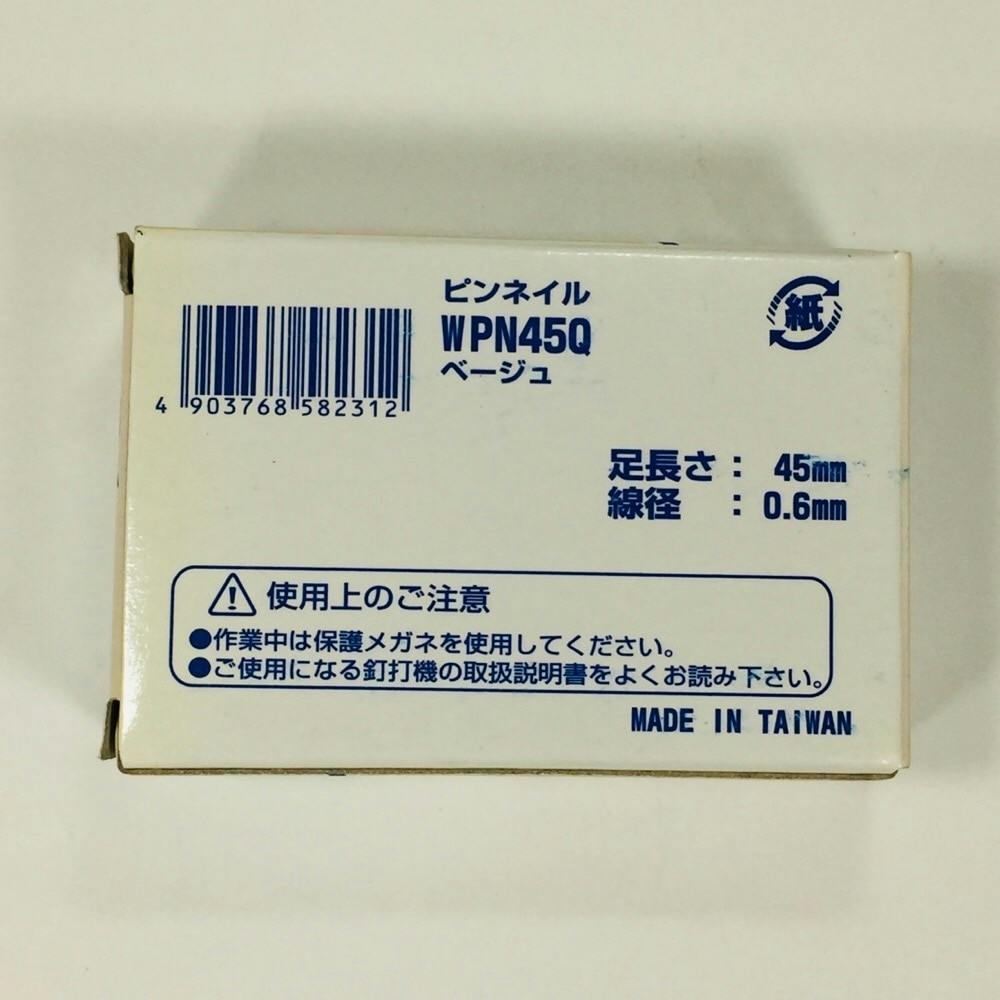 ピンネイル
WPN45Q
ベージュ
4 903768 582312
紙
足長さ： 45mm
線径 ： 0.6mm
使用上のご注意
●作業中は保護メガネを使用してください。
●ご使用になる釘打機の取扱説明書をよくお読み下さい。
MADE IN TAIWAN